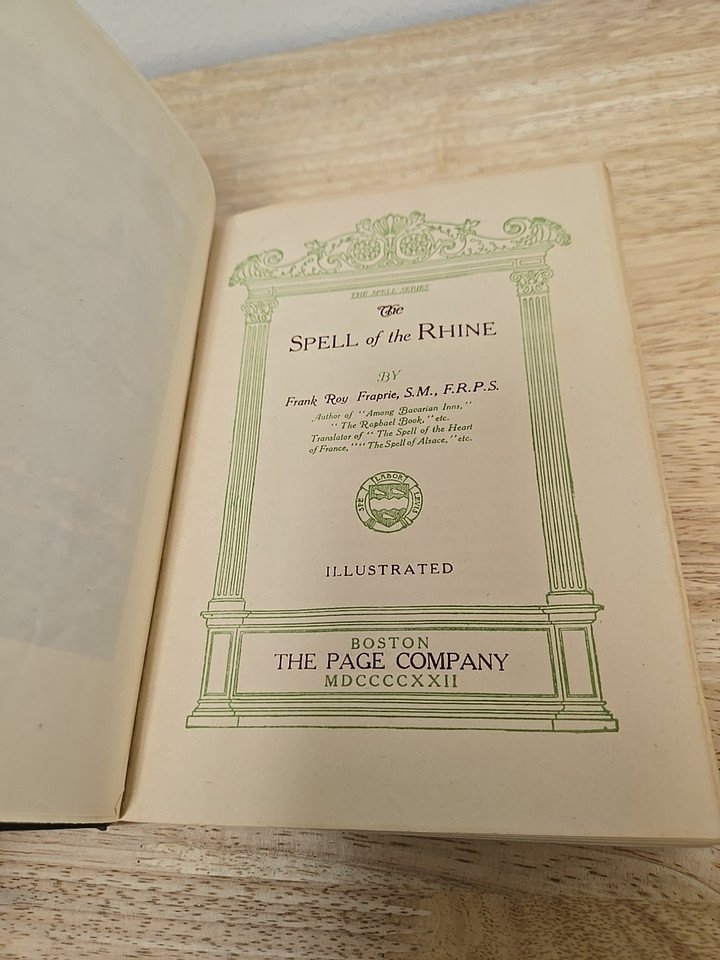 THE SPELL SERIES
The
SPELL of the RHINE
BY
Frank Roy Fraprie, S.M., F.R.P.S.
Author of "Among Bavarian Inns,"
"The Raphael Book," etc.
Translator of "The Spell of the Heart
of France," "The Spell of Alsace," etc.
SPE LABOR LEVIS
ILLUSTRATED
BOSTON
THE PAGE COMPANY
MDCCCCXXII